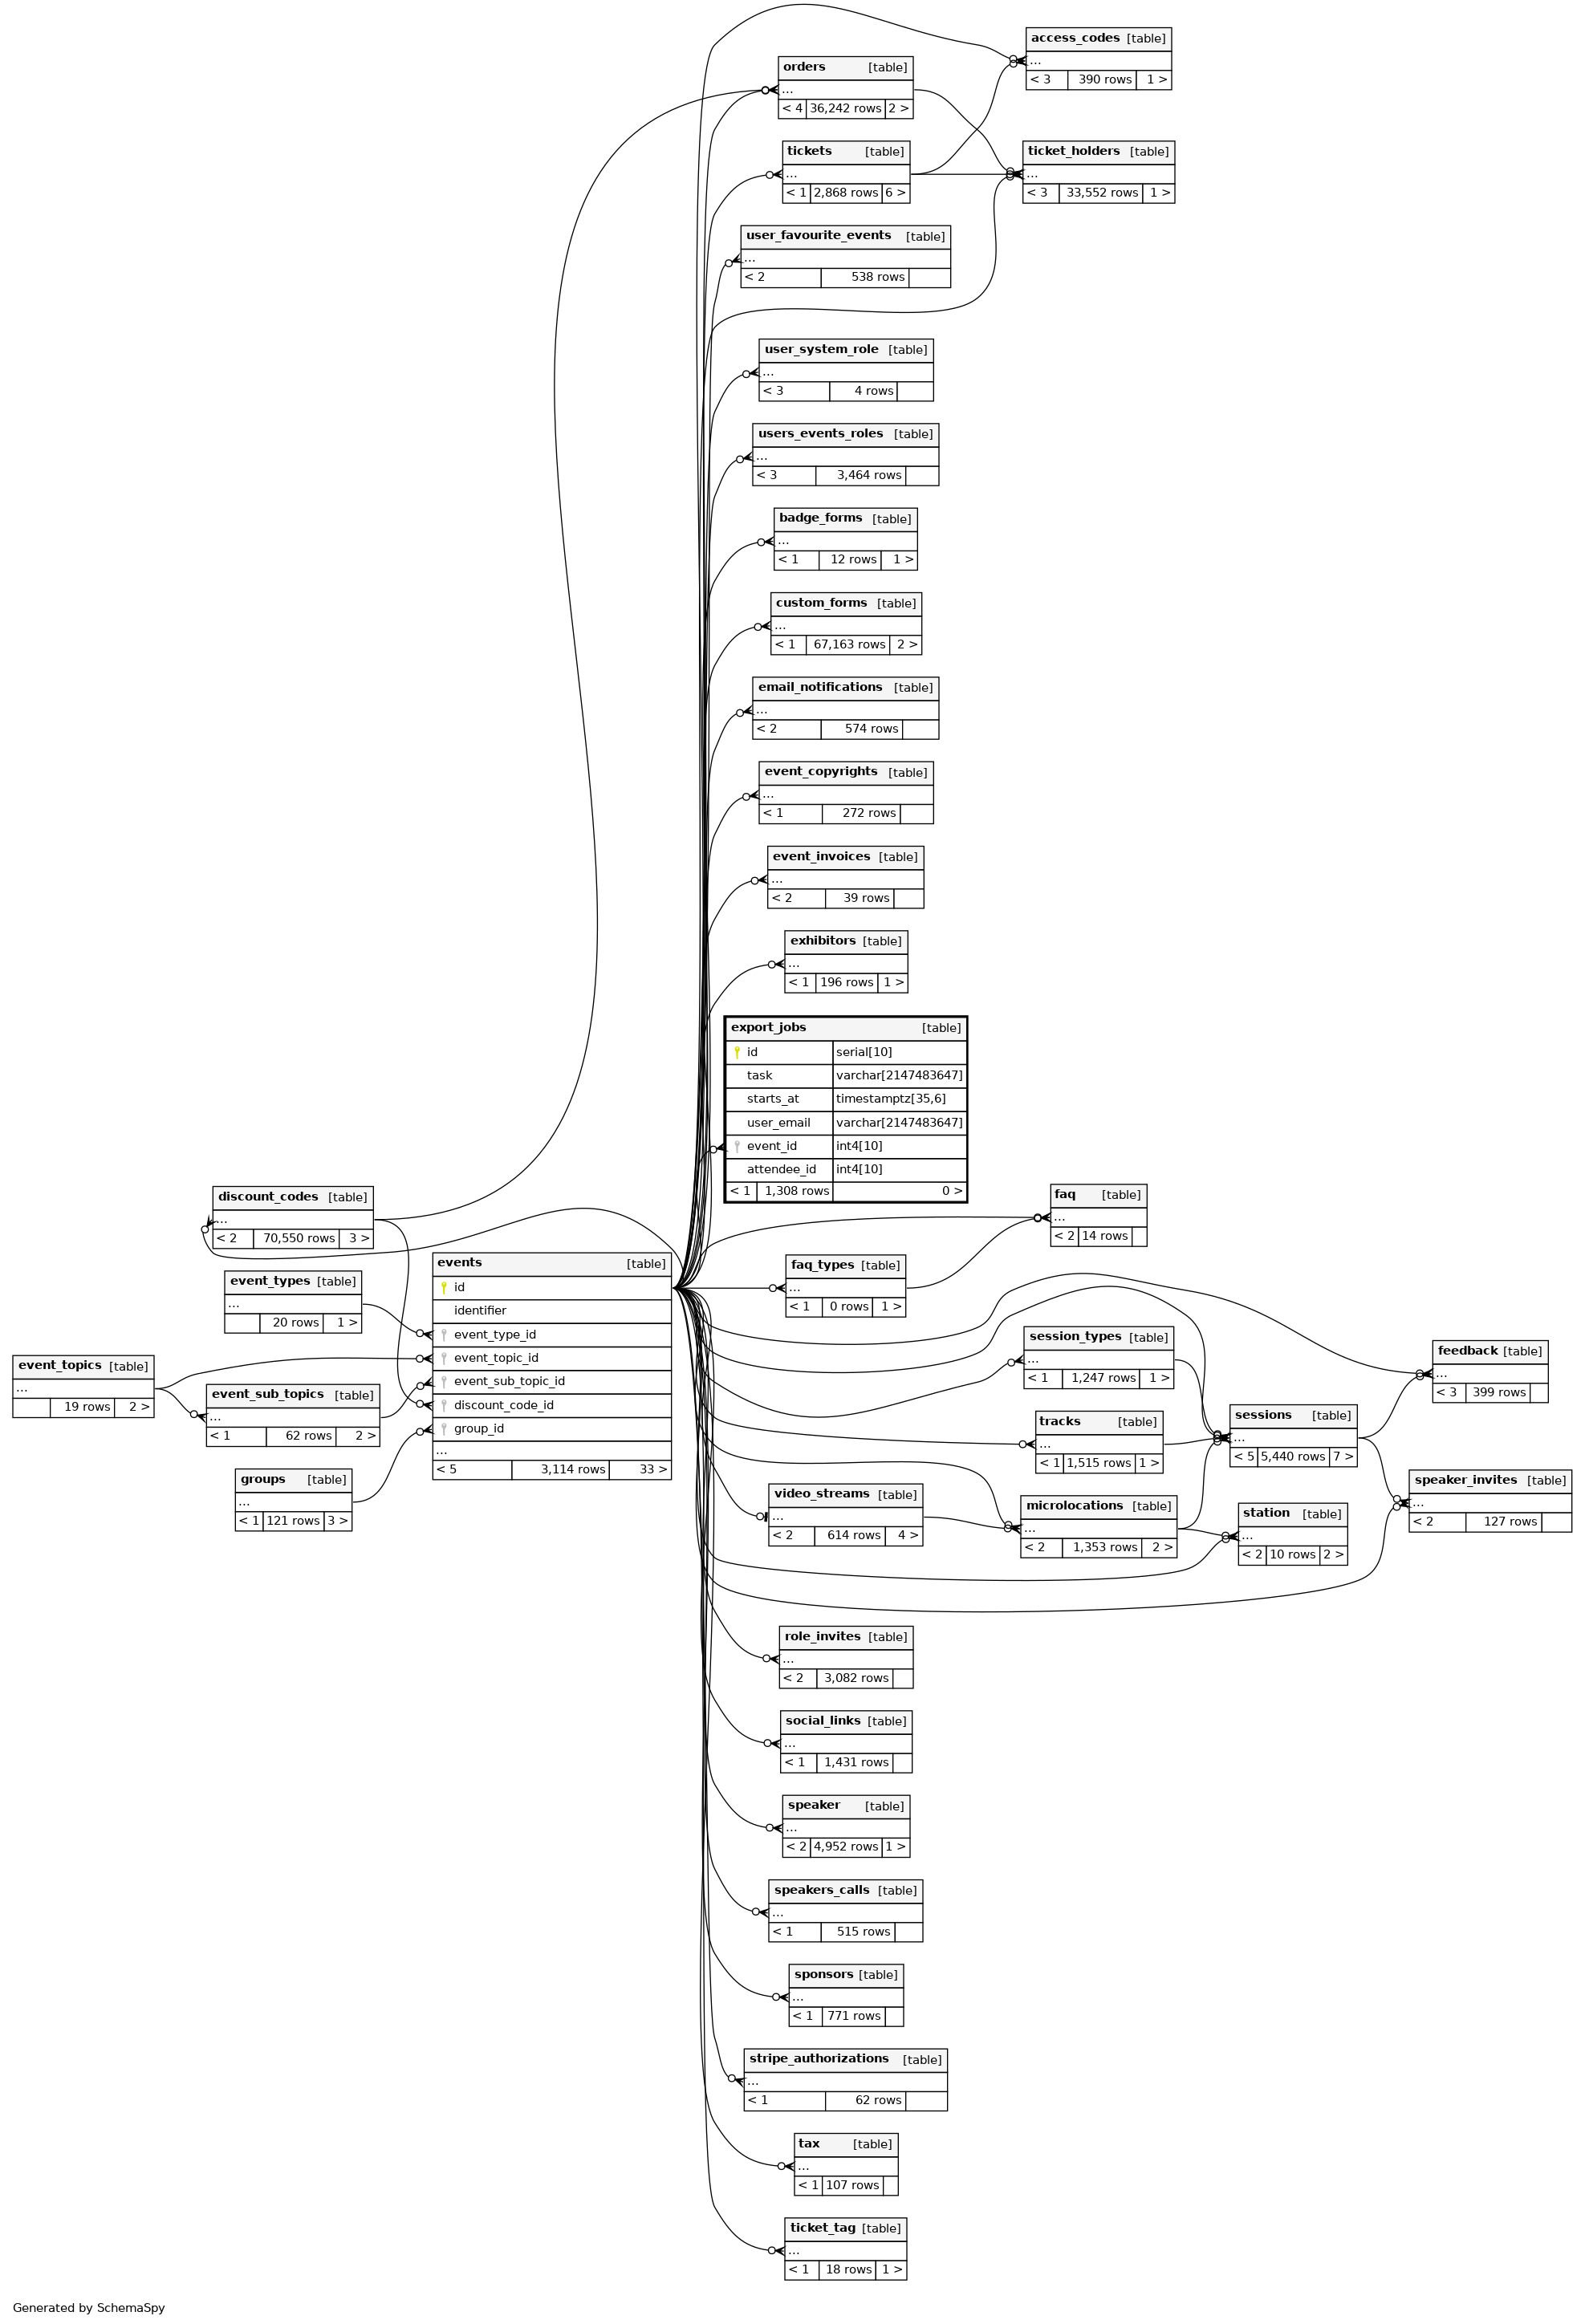 access_codes [table]
...
< 3 390 rows 1 >
orders [table]
...
< 4 36,242 rows 2 >
tickets [table]
...
< 1 2,868 rows 6 >
ticket_holders [table]
...
< 3 33,552 rows 1 >
user_favourite_events [table]
...
< 2 538 rows
user_system_role [table]
...
< 3 4 rows
users_events_roles [table]
...
< 3 3,464 rows
badge_forms [table]
...
< 1 12 rows 1 >
custom_forms [table]
...
< 1 67,163 rows 2 >
email_notifications [table]
...
< 2 574 rows
event_copyrights [table]
...
< 1 272 rows
event_invoices [table]
...
< 2 39 rows
exhibitors [table]
...
< 1 196 rows 1 >
export_jobs [table]
id serial[10]
task varchar[2147483647]
starts_at timestamptz[35,6]
user_email varchar[2147483647]
event_id int4[10]
attendee_id int4[10]
< 1 1,308 rows 0 >
discount_codes [table]
...
< 2 70,550 rows 3 >
event_types [table]
...
20 rows 1 >
event_topics [table]
...
19 rows 2 >
event_sub_topics [table]
...
< 1 62 rows 2 >
groups [table]
...
< 1 121 rows 3 >
events [table]
id
identifier
event_type_id
event_topic_id
event_sub_topic_id
discount_code_id
group_id
...
< 5 3,114 rows 33 >
faq [table]
...
< 2 14 rows
faq_types [table]
...
< 1 0 rows 1 >
session_types [table]
...
< 1 1,247 rows 1 >
feedback [table]
...
< 3 399 rows
tracks [table]
...
< 1 1,515 rows 1 >
sessions [table]
...
< 5 5,440 rows 7 >
speaker_invites [table]
...
< 2 127 rows
video_streams [table]
...
< 2 614 rows 4 >
microlocations [table]
...
< 2 1,353 rows 2 >
station [table]
...
< 2 10 rows 2 >
role_invites [table]
...
< 2 3,082 rows
social_links [table]
...
< 1 1,431 rows
speaker [table]
...
< 2 4,952 rows 1 >
speakers_calls [table]
...
< 1 515 rows
sponsors [table]
...
< 1 771 rows
stripe_authorizations [table]
...
< 1 62 rows
tax [table]
...
< 1 107 rows
ticket_tag [table]
...
< 1 18 rows 1 >
Generated by SchemaSpy